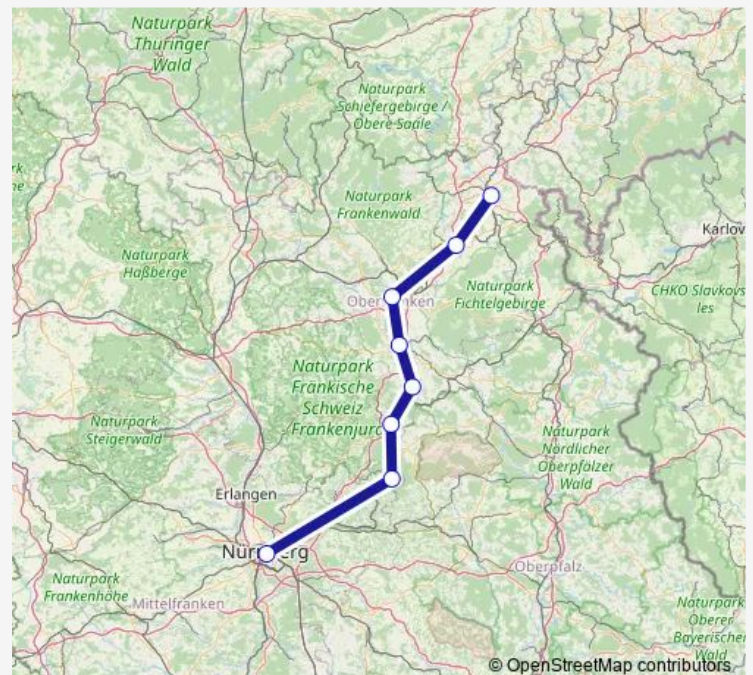 Naturpark
Thüringer
Wald
Naturpark
Schiefergebirge /
Obere Saale
Naturpark
Frankenwald
Karlov
Naturpark
Haßberge
Naturpark
Fichtelgebirge
CHKO Slavkovs
les
Naturpark
Fränkische
Schweiz
Frankenjura
Naturpark
Steigerwald
Naturpark
Nördlicher
Oberpfälzer
Wald
Erlangen
Oberpfalz
Naturpark
Frankenhöhe
Mittelfranken
Naturpark
Oberer
Bayerischer
Wald
© OpenStreetMap contributors